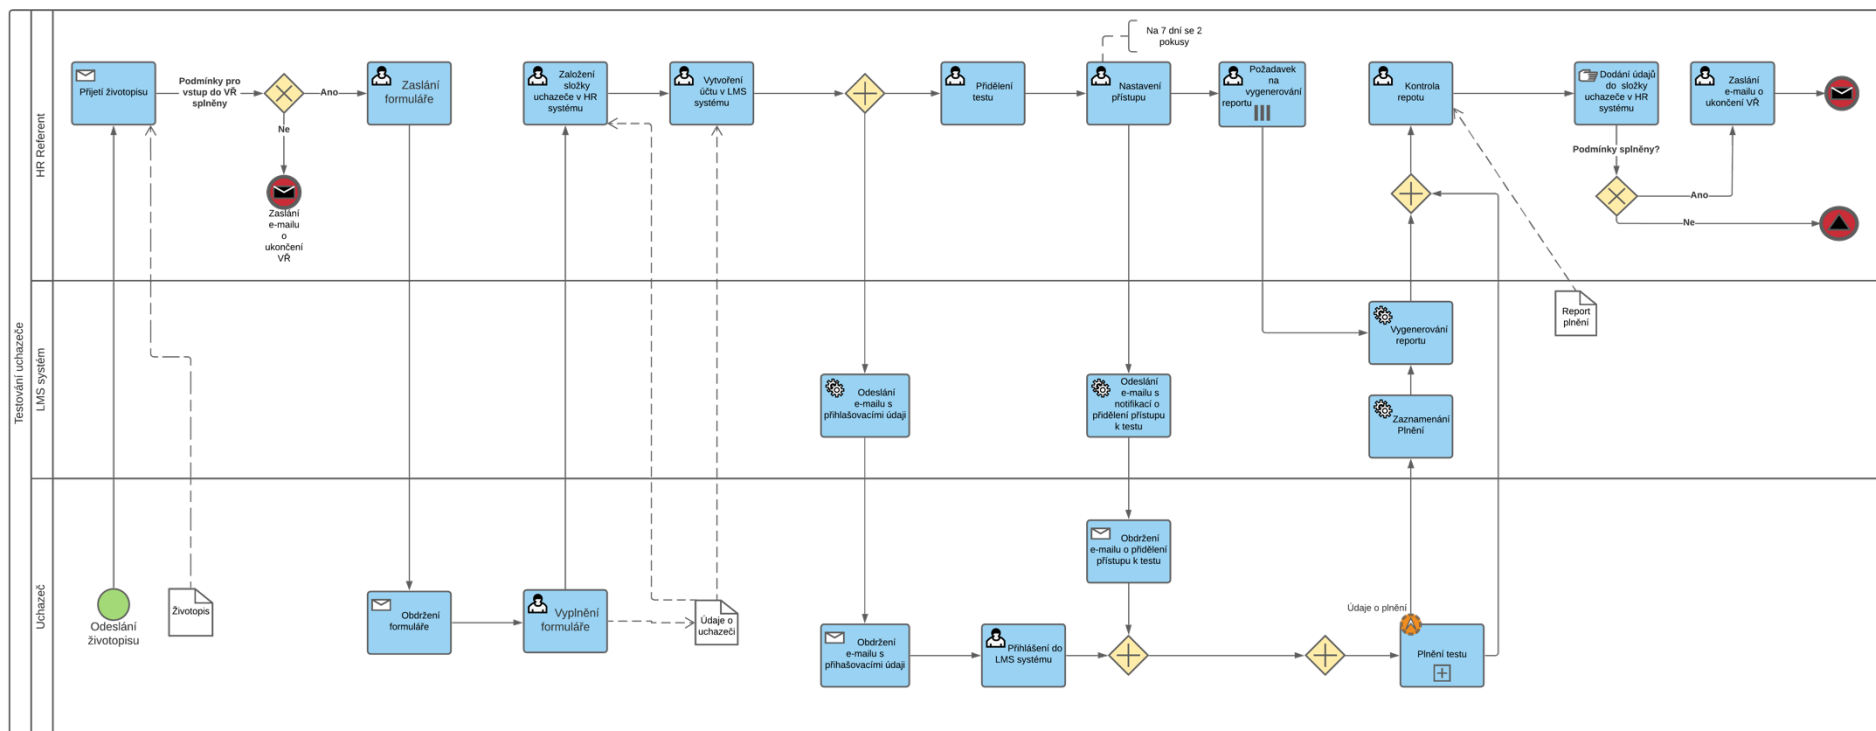 Testování uchazeče
HR Referent
LMS systém
Uchazeč
Na 7 dní se 2
pokusy
Přijetí životopisu
Podmínky pro
vstup do VŘ
splněny
Ano
Ne
Zaslání
e-mailu
o
ukončení
VŘ
Zaslání
formuláře
Založení
složky
uchazeče v HR
systému
Vytvoření
účtu v LMS
systému
Přidělení
testu
Nastavení
přístupu
Požadavek
na
vygenerování
reportu
Kontrola
repotu
Dodání údajů
do složky
uchazeče v HR
systému
Zaslání
e-mailu o
ukončení VŘ
Podmínky splněny?
Ano
Ne
Report
plnění
Vygenerování
reportu
Odeslání
e-mailu s
přihlašovacími údaji
Odeslání
e-mailu s
notifikací o
přidělení přístupu
k testu
Zaznamenání
Plnění
Odeslání
životopisu
Životopis
Obdržení
formuláře
Vyplnění
formuláře
Údaje o
uchazeči
Obdržení
e-mailu s
přihašovacími údaji
Přihlášení do
LMS systému
Obdržení
e-mailu o přidělení
přístupu k testu
Údaje o plnění
Plnění testu